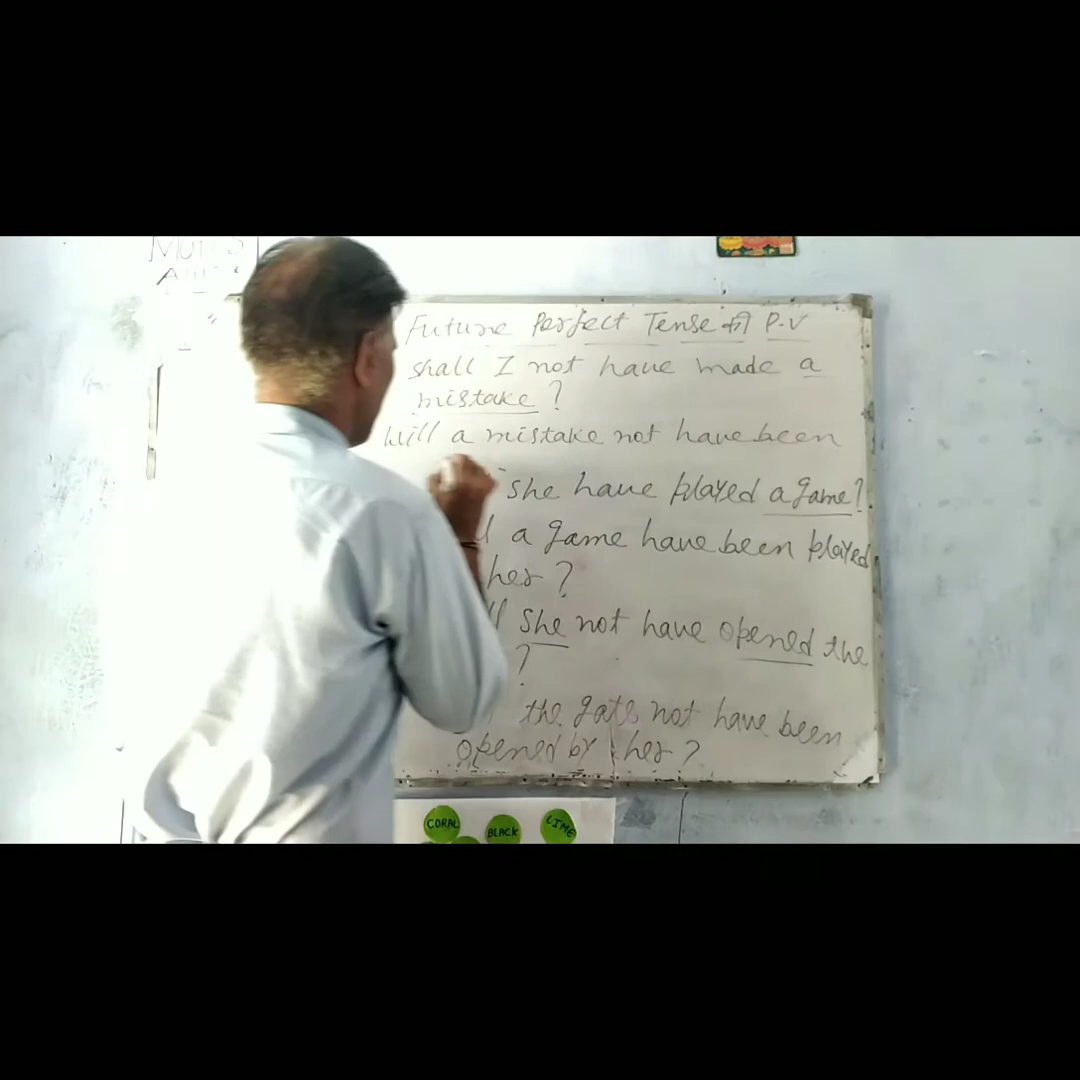 Future Perfect Tense की P.V
shall I not have made a
mistake ?
Will a mistake not have been
she have played a game?
a game have been played
her ?
she not have opened the
?
the gate not have been
opened by her ?
CORAL
BLACK
LIME